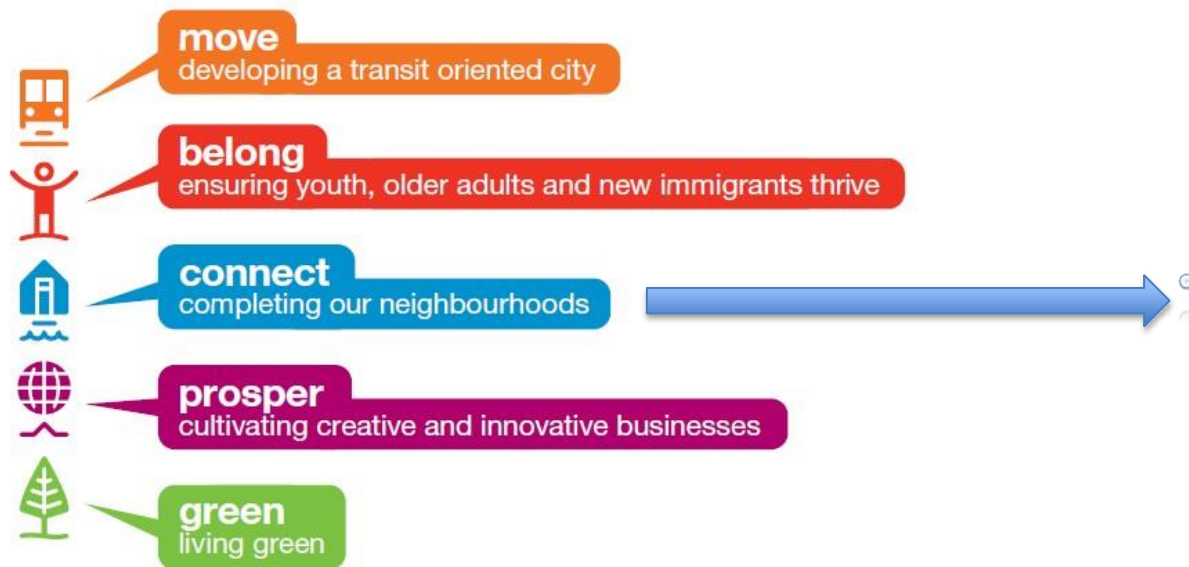 move
developing a transit oriented city
belong
ensuring youth, older adults and new immigrants thrive
connect
completing our neighbourhoods
prosper
cultivating creative and innovative businesses
green
living green